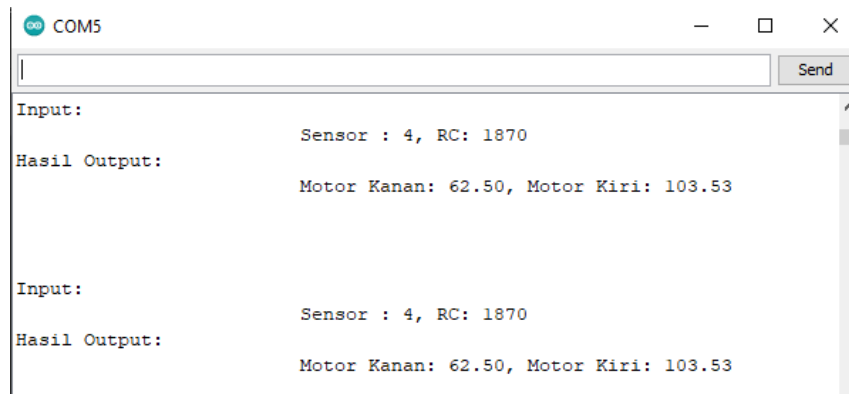 COM5
Send
Input:
Sensor : 4, RC: 1870
Hasil Output:
Motor Kanan: 62.50, Motor Kiri: 103.53
Input:
Sensor : 4, RC: 1870
Hasil Output:
Motor Kanan: 62.50, Motor Kiri: 103.53